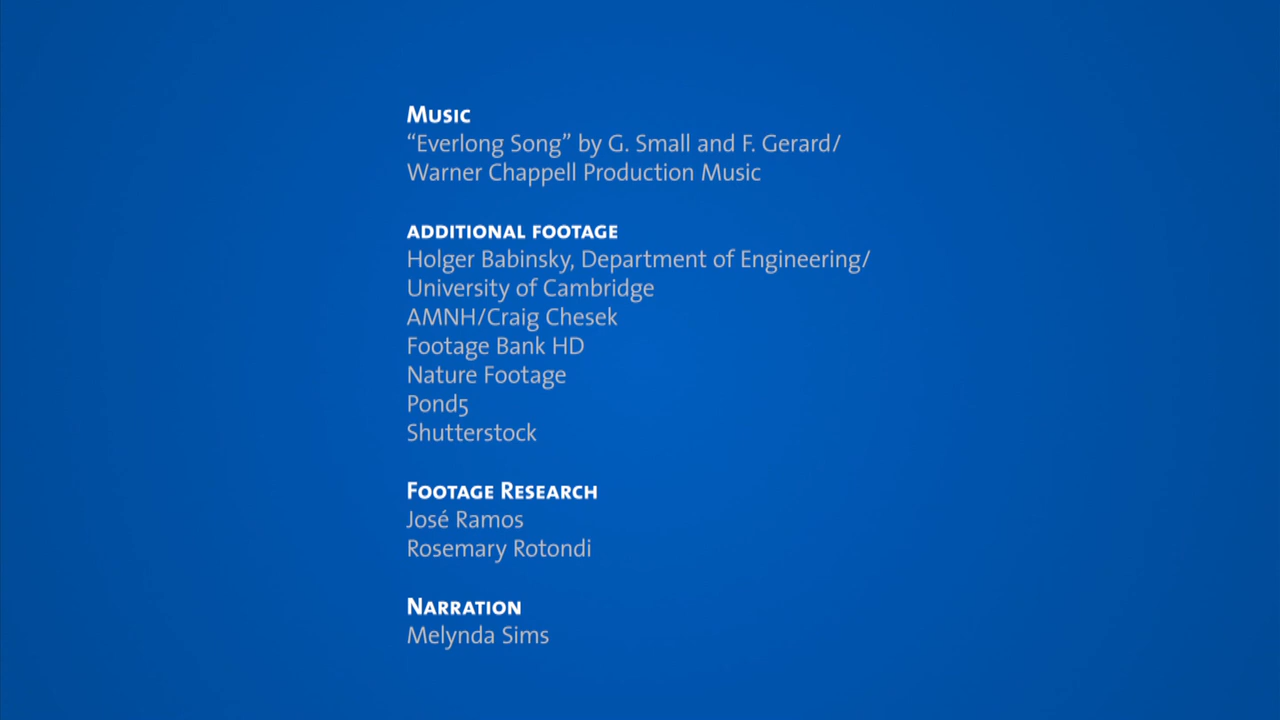 Music
“Everlong Song” by G. Small and F. Gerard/
Warner Chappell Production Music
ADDITIONAL FOOTAGE
Holger Babinsky, Department of Engineering/
University of Cambridge
AMNH/Craig Chesek
Footage Bank HD
Nature Footage
Pond5
Shutterstock
Footage Research
José Ramos
Rosemary Rotondi
Narration
Melynda Sims